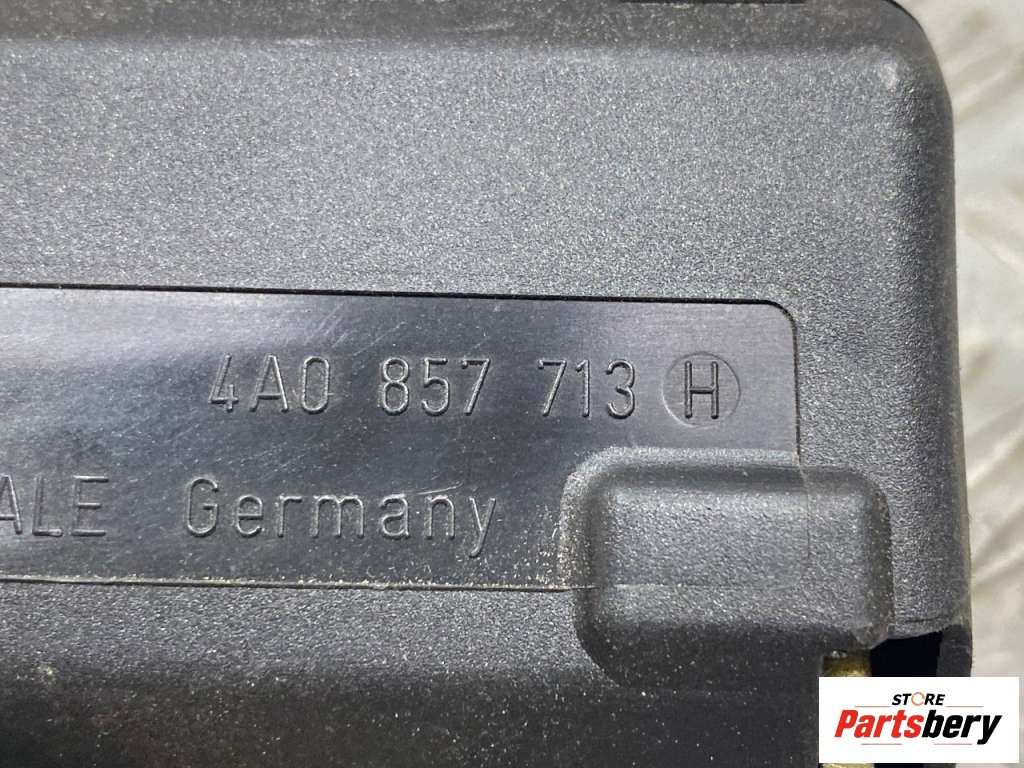 4A0 857 713 H
ALE Germany
STORE
Partsbery